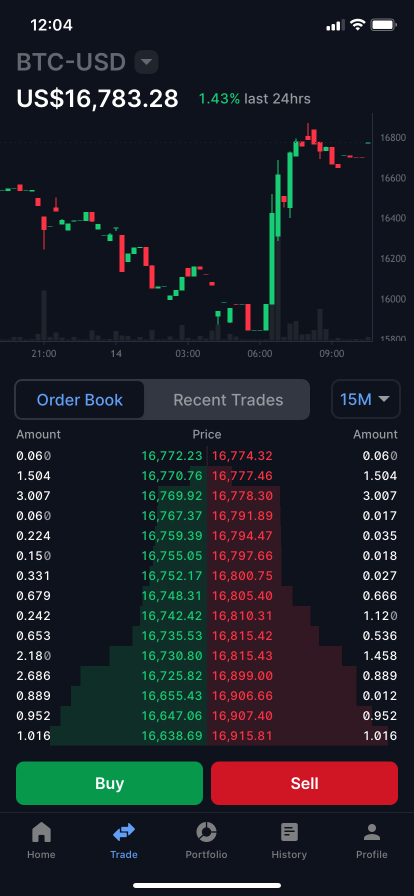 12:04
BTC-USD
US$16,783.28 1.43% last 24hrs
16800
16600
16400
16200
16000
15800
21:00 14 03:00 06:00 09:00
Order Book Recent Trades 15M
Amount Price Amount
0.060 16,772.23 16,774.32 0.060
1.504 16,770.76 16,777.46 1.504
3.007 16,769.92 16,778.30 3.007
0.060 16,767.37 16,791.89 0.017
0.224 16,759.39 16,794.47 0.035
0.150 16,755.05 16,797.66 0.018
0.331 16,752.17 16,800.75 0.027
0.679 16,748.31 16,805.40 0.666
0.242 16,742.42 16,810.31 1.120
0.653 16,735.53 16,815.42 0.536
2.180 16,730.80 16,815.43 1.458
2.686 16,725.82 16,899.00 0.889
0.889 16,655.43 16,906.66 0.012
0.952 16,647.06 16,907.40 0.952
1.016 16,638.69 16,915.81 1.016
Buy Sell
Home Trade Portfolio History Profile